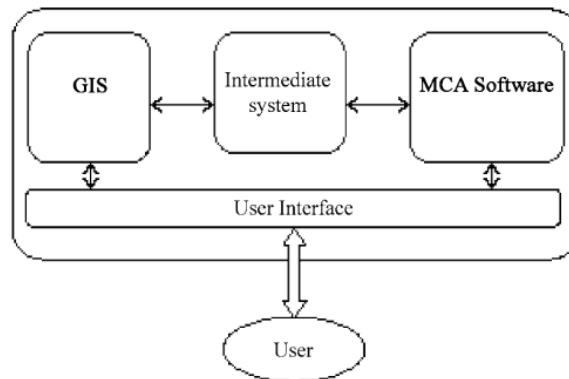 GIS
Intermediate
system
MCA Software
User Interface
User